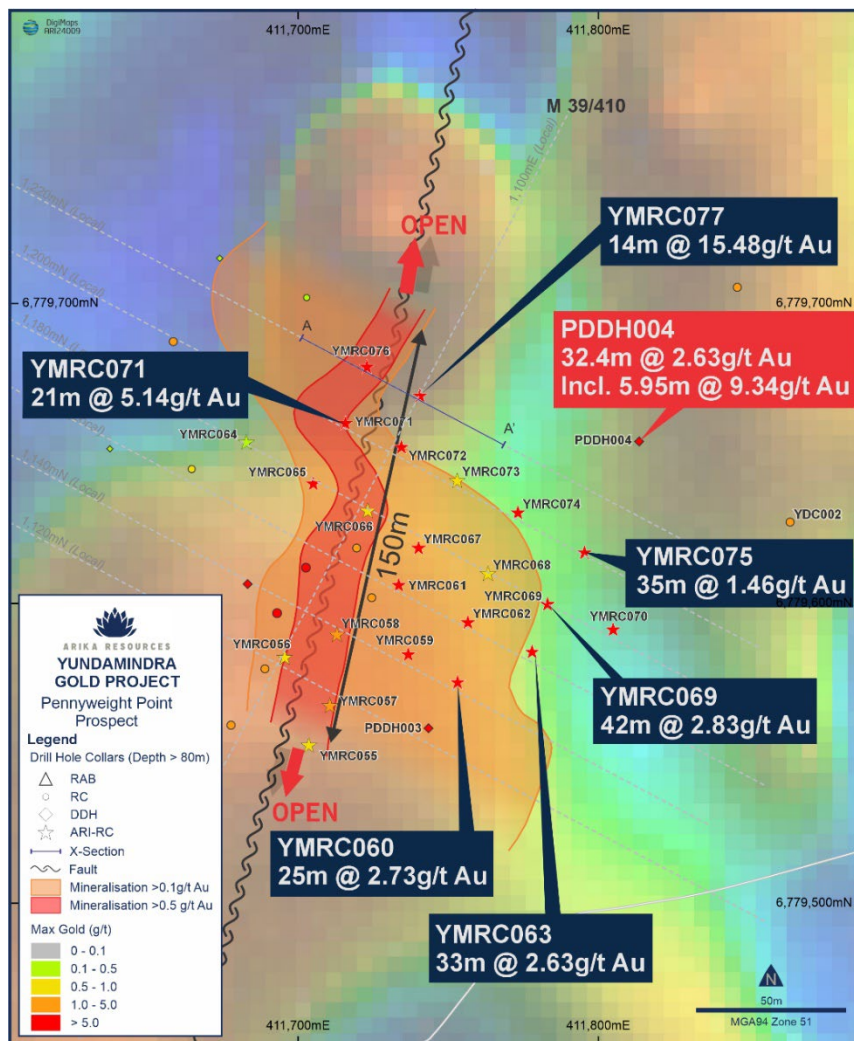 DigiMaps
ARI24009
411,700mE
411,800mE
M 39/410
1,100mE (Local)
1,220mN (Local)
1,200mN (Local)
1,180mN (Local)
1,140mN (Local)
1,120mN (Local)
6,779,700mN
6,779,700mN
OPEN
YMRC077
14m @ 15.48g/t Au
PDDH004
32.4m @ 2.63g/t Au
Incl. 5.95m @ 9.34g/t Au
A
YMRC076
YMRC071
21m @ 5.14g/t Au
YMRC071
A'
YMRC064
YMRC072
PDDH004
YMRC065
YMRC073
YMRC074
YDC002
YMRC066
150m
YMRC067
YMRC068
YMRC075
35m @ 1.46g/t Au
YMRC061
YMRC069
YMRC062
YMRC070
6,779,600mN
YMRC058
YMRC056
YMRC059
YMRC069
42m @ 2.83g/t Au
YMRC057
PDDH003
YMRC055
OPEN
YMRC060
25m @ 2.73g/t Au
YMRC063
33m @ 2.63g/t Au
6,779,500mN
ARIKA RESOURCES
YUNDAMINDRA
GOLD PROJECT
Pennyweight Point
Prospect
Legend
Drill Hole Collars (Depth > 80m)
RAB
RC
DDH
ARI-RC
X-Section
Fault
Mineralisation >0.1g/t Au
Mineralisation >0.5 g/t Au
Max Gold (g/t)
0 - 0.1
0.1 - 0.5
0.5 - 1.0
1.0 - 5.0
> 5.0
N
50m
MGA94 Zone 51
411,700mE
411,800mE